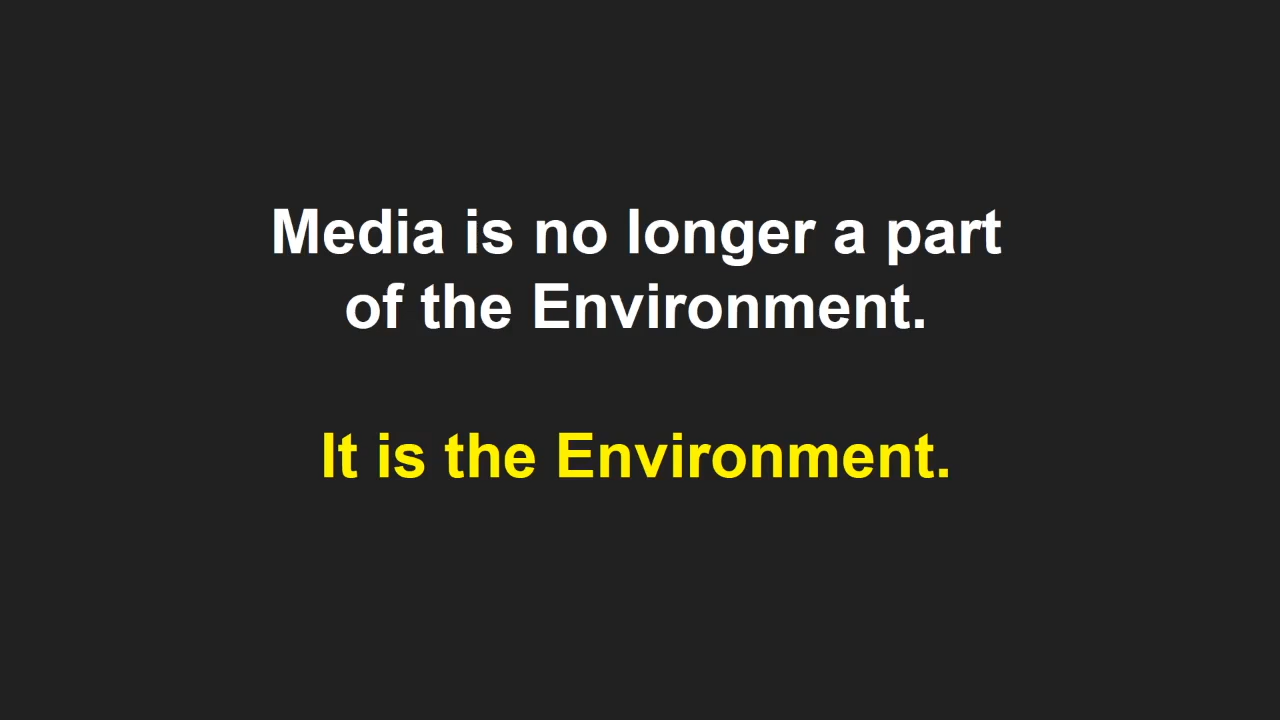 Media is no longer a part
of the Environment.
It is the Environment.